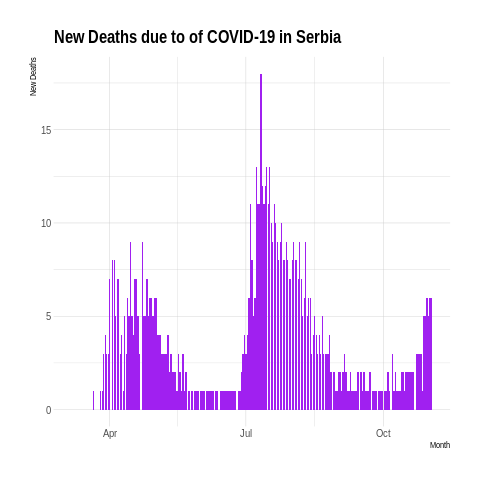 New Deaths due to of COVID-19 in Serbia
New Deaths
15
10
5
0
Apr
Jul
Oct
Month